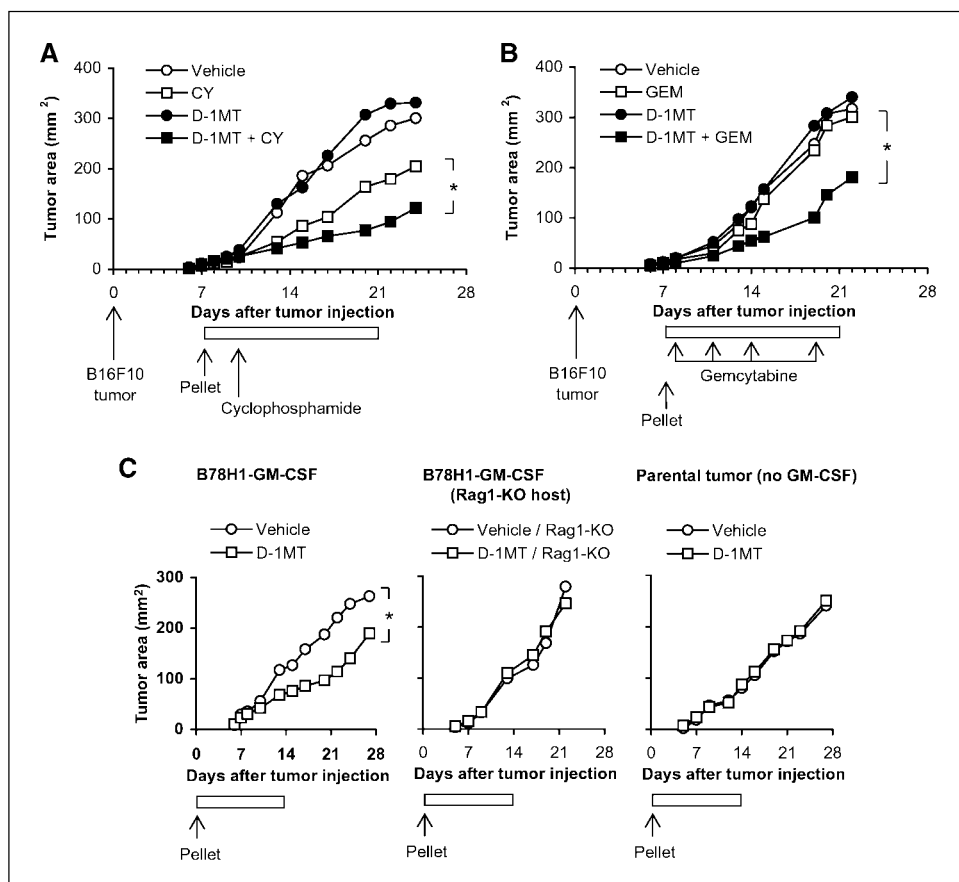 A
Vehicle
CY
D-1MT
D-1MT + CY
Tumor area (mm²)
400
300
200
100
0
0
7
14
21
28
Days after tumor injection
B16F10
tumor
Pellet
Cyclophosphamide
*
B
Vehicle
GEM
D-1MT
D-1MT + GEM
Tumor area (mm²)
400
300
200
100
0
0
7
14
21
28
Days after tumor injection
B16F10
tumor
Gemcytabine
Pellet
*
C
B78H1-GM-CSF
Vehicle
D-1MT
Tumor area (mm²)
300
200
100
0
0
7
14
21
28
Days after tumor injection
Pellet
*
B78H1-GM-CSF
(Rag1-KO host)
Vehicle / Rag1-KO
D-1MT / Rag1-KO
0
7
14
21
28
Days after tumor injection
Pellet
Parental tumor (no GM-CSF)
Vehicle
D-1MT
0
7
14
21
28
Days after tumor injection
Pellet